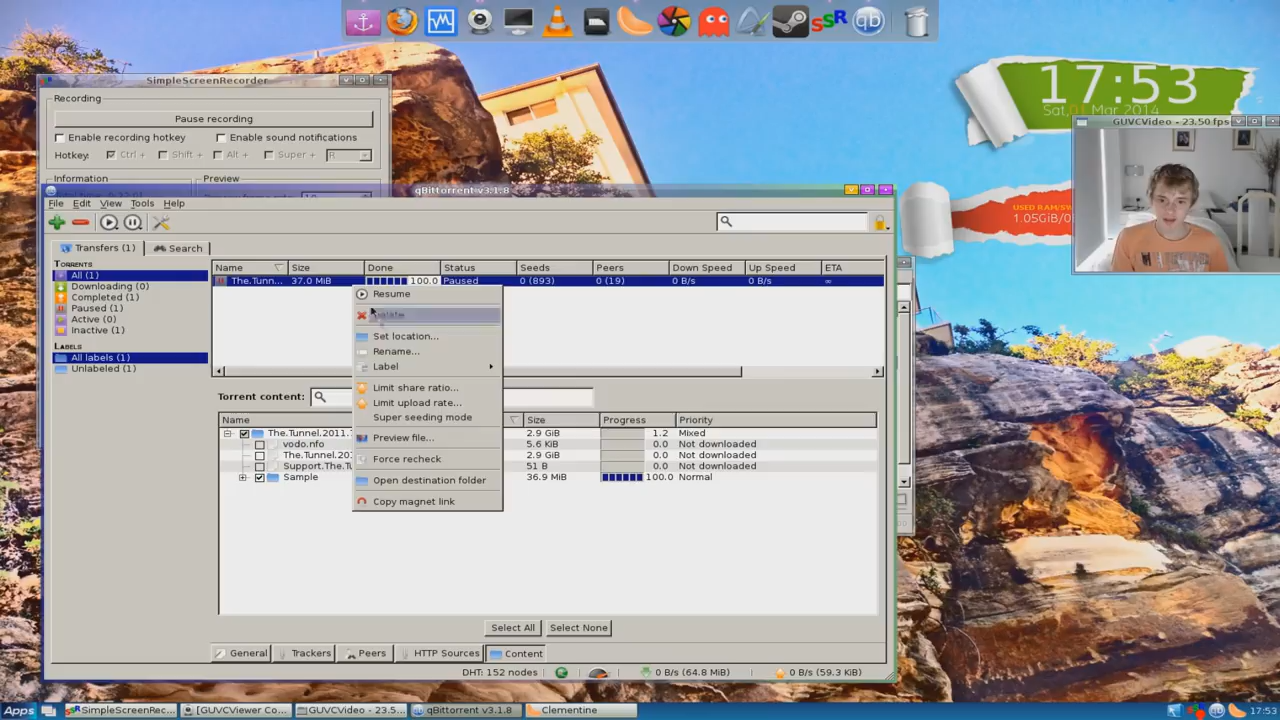 SSR
qb
17:53
Sat,01 Mar 2014
SimpleScreenRecorder
Recording
Pause recording
Enable recording hotkey
Enable sound notifications
Hotkey: Ctrl + Shift + Alt + Super + R
Information
Preview
GUVCVideo - 23.50 fps
USED RAM/SW
1.05GiB/0
qBittorrent v3.1.8
File Edit View Tools Help
Transfers (1) Search
TORRENTS
All (1)
Downloading (0)
Completed (1)
Paused (1)
Active (0)
Inactive (1)
LABELS
All labels (1)
Unlabeled (1)
Name Size Done Status Seeds Peers Down Speed Up Speed ETA
The.Tunn... 37.0 MiB 100.0 Paused 0 (893) 0 (19) 0 B/s 0 B/s ∞
Resume
Delete
Set location...
Rename...
Label
Limit share ratio...
Limit upload rate...
Super seeding mode
Preview file...
Force recheck
Open destination folder
Copy magnet link
Torrent content:
Name Size Progress Priority
The.Tunnel.2011. 2.9 GiB 1.2 Mixed
vodo.nfo 5.6 KiB 0.0 Not downloaded
The.Tunnel.20 2.9 GiB 0.0 Not downloaded
Support.The.Tu 51 B 0.0 Not downloaded
Sample 36.9 MiB 100.0 Normal
Select All Select None
General Trackers Peers HTTP Sources Content
DHT: 152 nodes 0 B/s (64.8 MiB) 0 B/s (59.3 KiB)
Apps SimpleScreenRec... [GUVCViewer Co... GUVCVideo - 23.5... qBittorrent v3.1.8 Clementine 17:53